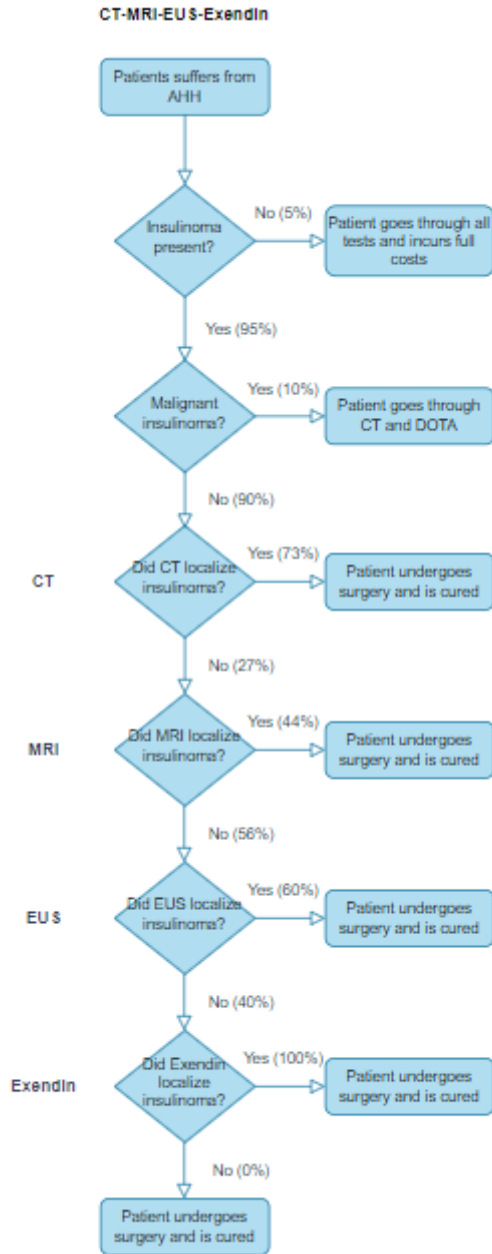 CT-MRI-EUS-Exendin
Patients suffers from
AHH
Insulinoma
present?
No (5%)
Patient goes through all
tests and incurs full
costs
Yes (95%)
Malignant
insulinoma?
Yes (10%)
Patient goes through
CT and DOTA
No (90%)
CT
Did CT localize
insulinoma?
Yes (73%)
Patient undergoes
surgery and is cured
No (27%)
MRI
Did MRI localize
insulinoma?
Yes (44%)
Patient undergoes
surgery and is cured
No (56%)
EUS
Did EUS localize
insulinoma?
Yes (60%)
Patient undergoes
surgery and is cured
No (40%)
Exendin
Did Exendin
localize
insulinoma?
Yes (100%)
Patient undergoes
surgery and is cured
No (0%)
Patient undergoes
surgery and is cured